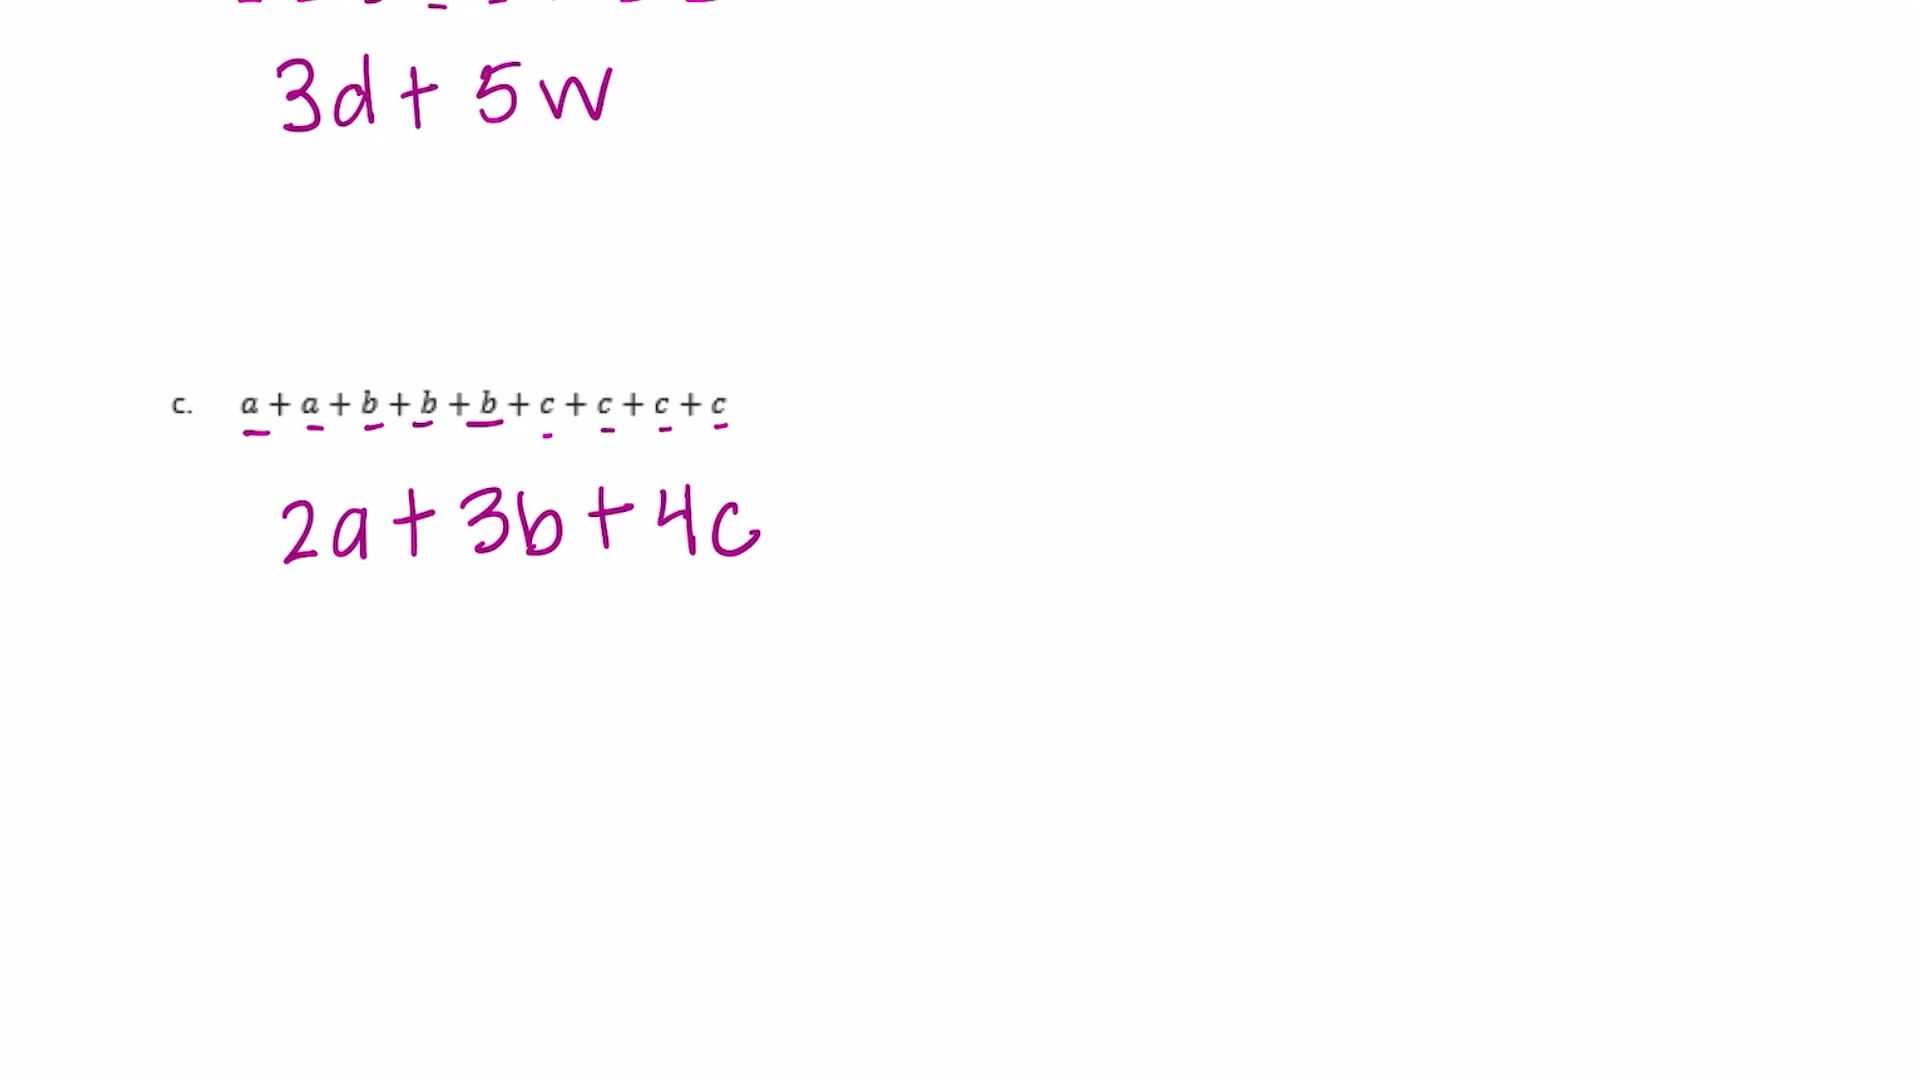 3d + 5w
c. a + a + b + b + b + c + c + c + c
2a + 3b + 4c